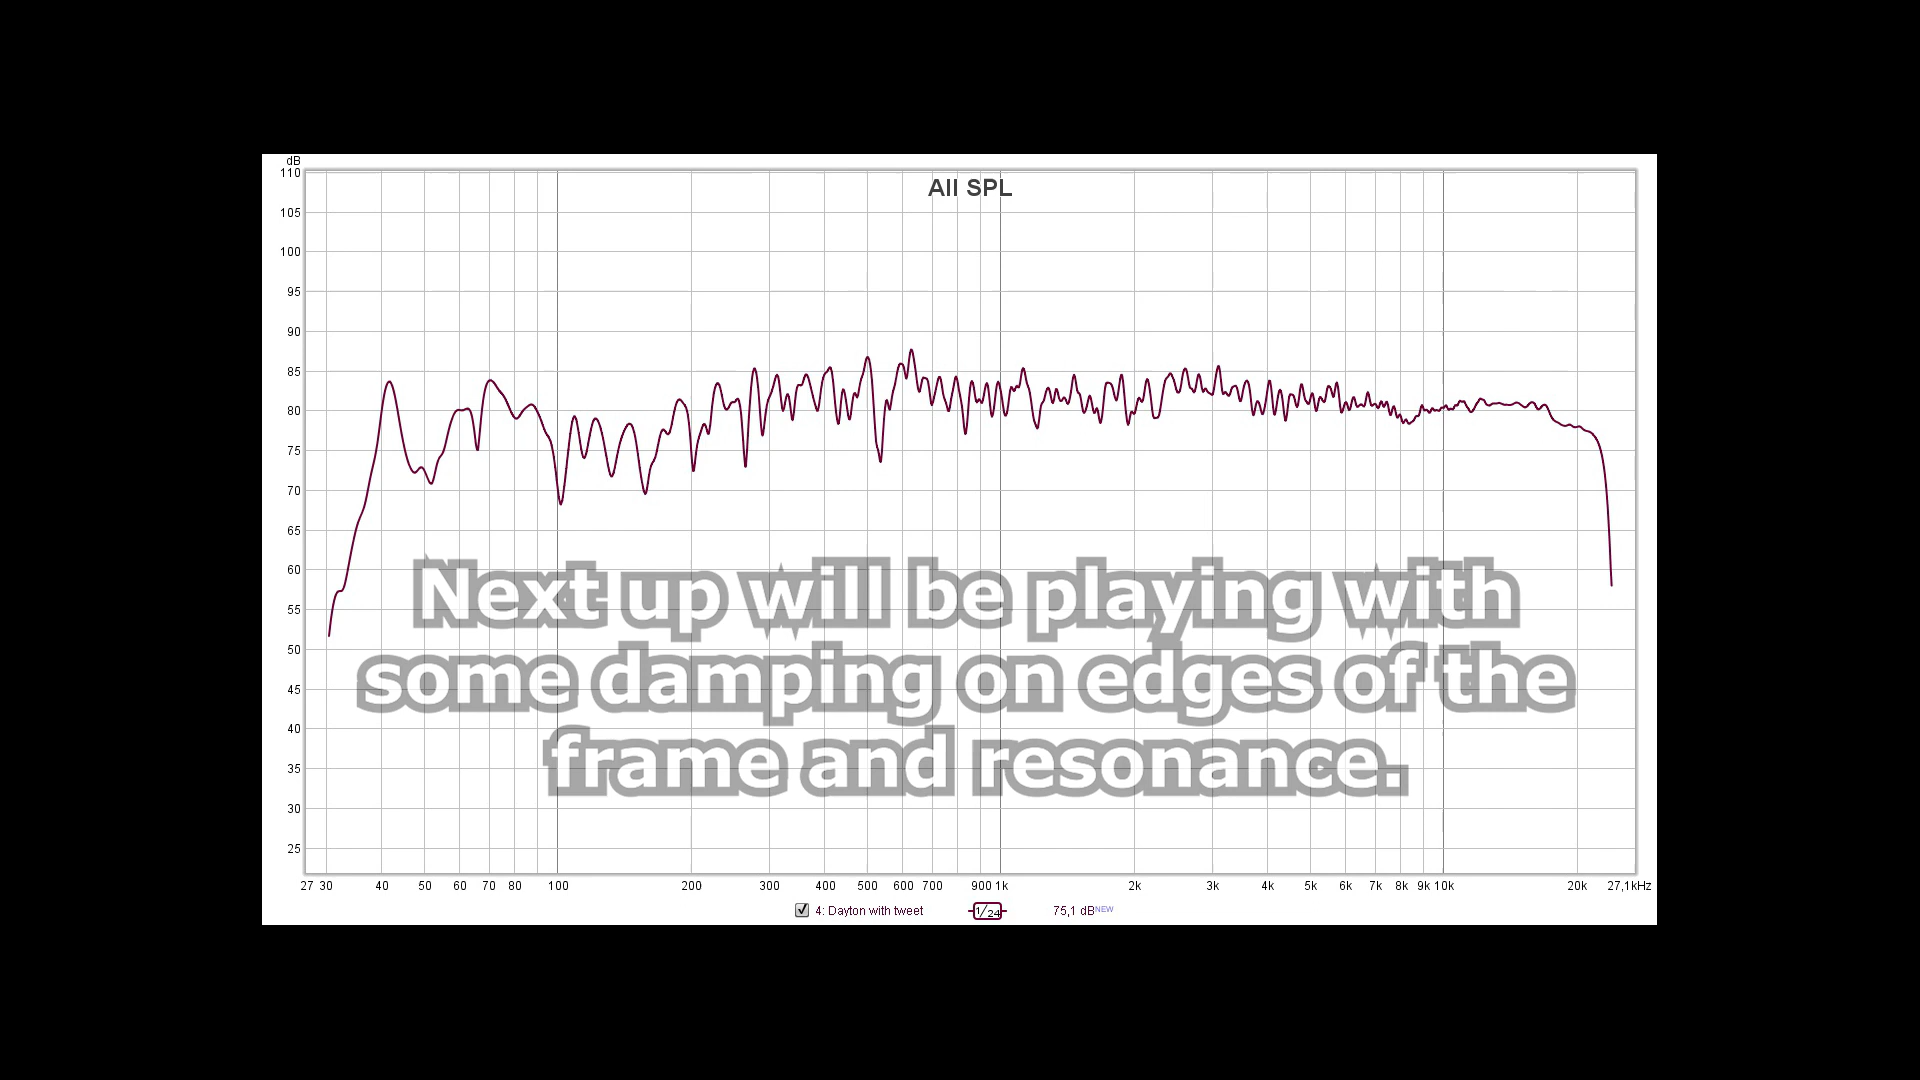 dB
110
All SPL
105
100
95
90
85
80
75
70
65
60
Next up will be playing with
55
50
some damping on edges of the
45
40
frame and resonance.
35
30
25
27 30 40 50 60 70 80 100 200 300 400 500 600 700 900 1k 2k 3k 4k 5k 6k 7k 8k 9k 10k 20k 27,1kHz
4: Dayton with tweet 1/24 75,1 dB NEW